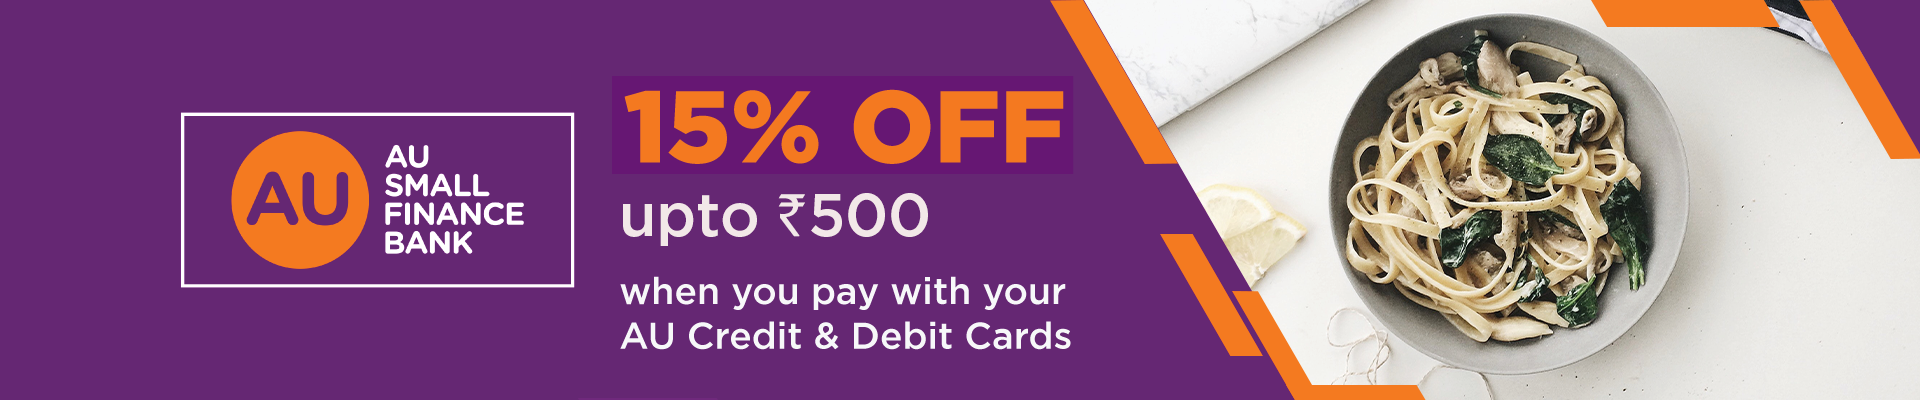 AU
AU
SMALL
FINANCE
BANK
15% OFF
upto ₹500
when you pay with your
AU Credit & Debit Cards